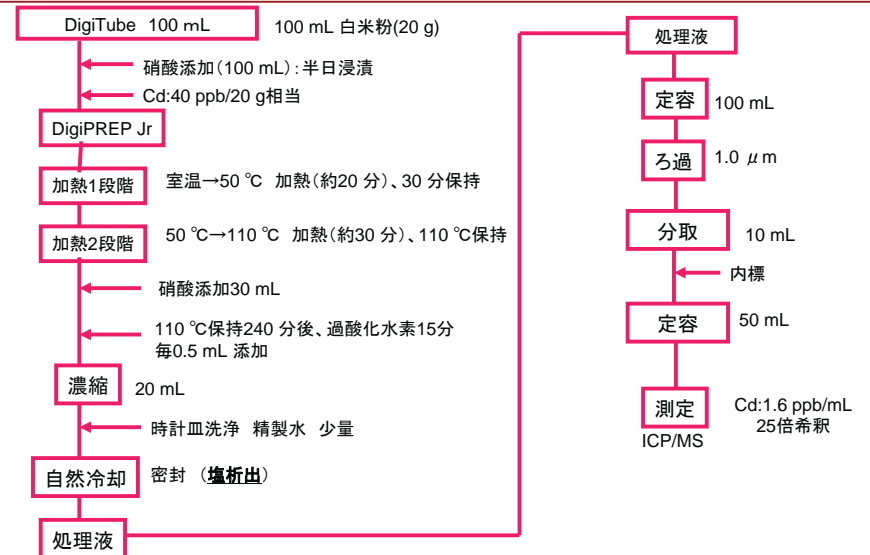 DigiTube 100 mL
100 mL 白米粉(20 g)
硝酸添加(100 mL):半日浸漬
Cd:40 ppb/20 g相当
DigiPREP Jr
加熱1段階
室温→50 ℃ 加熱(約20 分)、30 分保持
加熱2段階
50 ℃→110 ℃ 加熱(約30 分)、110 ℃保持
硝酸添加30 mL
110 ℃保持240 分後、過酸化水素15分
毎0.5 mL 添加
濃縮
20 mL
時計皿洗浄 精製水 少量
自然冷却
密封 (塩析出)
処理液
処理液
定容
100 mL
ろ過
1.0 μm
分取
10 mL
内標
定容
50 mL
測定
Cd:1.6 ppb/mL
25倍希釈
ICP/MS